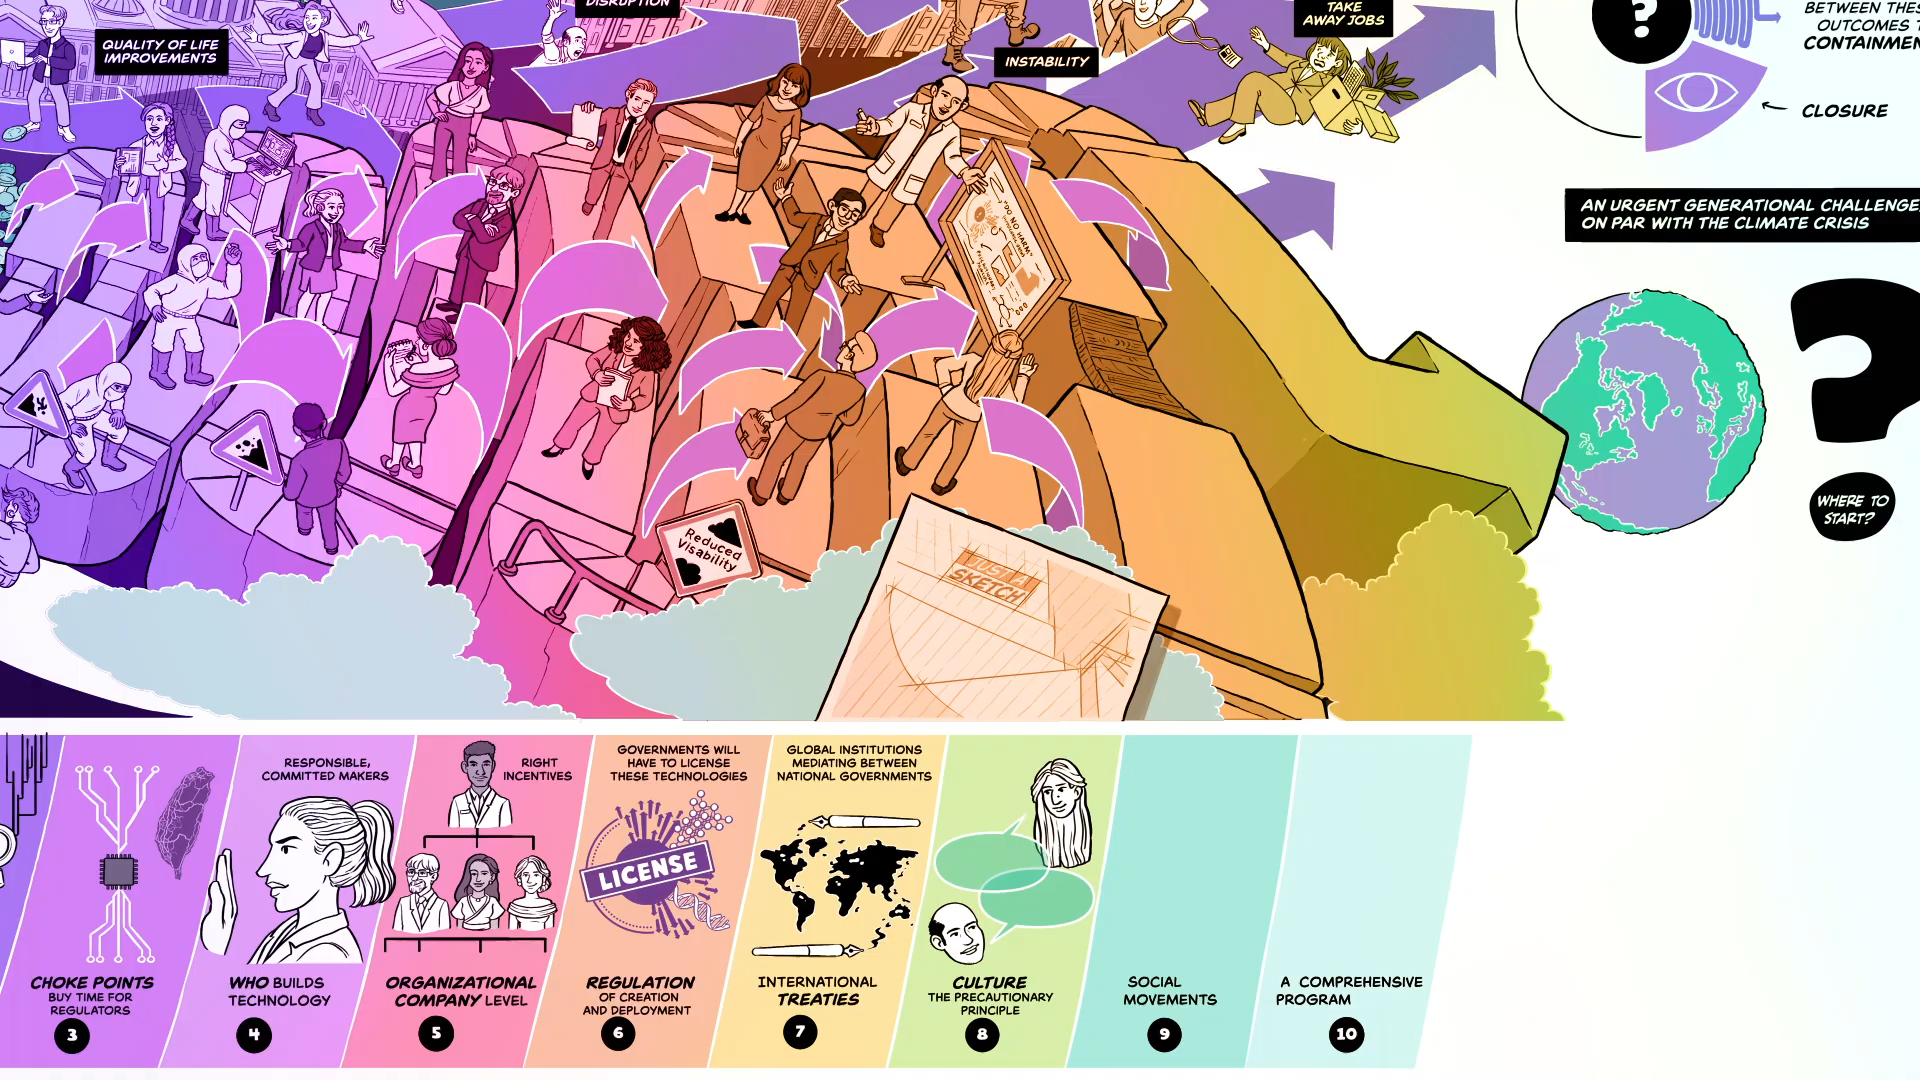 DISRUPTION
QUALITY OF LIFE
IMPROVEMENTS
INSTABILITY
TAKE
AWAY JOBS
?
BETWEEN THES
OUTCOMES
CONTAINMEN
CLOSURE
AN URGENT GENERATIONAL CHALLENGE,
ON PAR WITH THE CLIMATE CRISIS
?
WHERE TO
START?
"DO NO HARM"
Reduced
Visability
JUST A
SKETCH
CHOKE POINTS
BUY TIME FOR
REGULATORS
3
RESPONSIBLE,
COMMITTED MAKERS
WHO BUILDS
TECHNOLOGY
4
RIGHT
INCENTIVES
ORGANIZATIONAL
COMPANY LEVEL
5
GOVERNMENTS WILL
HAVE TO LICENSE
THESE TECHNOLOGIES
LICENSE
REGULATION
OF CREATION
AND DEPLOYMENT
6
GLOBAL INSTITUTIONS
MEDIATING BETWEEN
NATIONAL GOVERNMENTS
INTERNATIONAL
TREATIES
7
CULTURE
THE PRECAUTIONARY
PRINCIPLE
8
SOCIAL
MOVEMENTS
9
A COMPREHENSIVE
PROGRAM
10